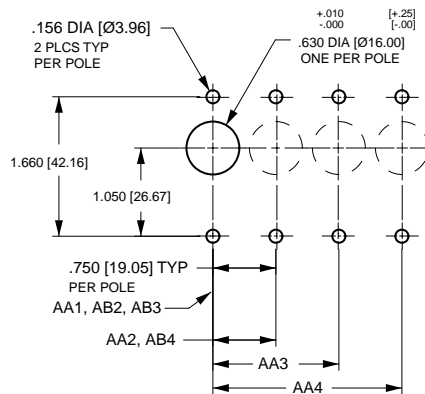 +.010 [+.25]
-.000 [-.00]
.156 DIA [Ø3.96]
2 PLCS TYP
PER POLE
.630 DIA [Ø16.00]
ONE PER POLE
1.660 [42.16]
1.050 [26.67]
.750 [19.05] TYP
PER POLE
AA1, AB2, AB3
AA2, AB4
AA3
AA4